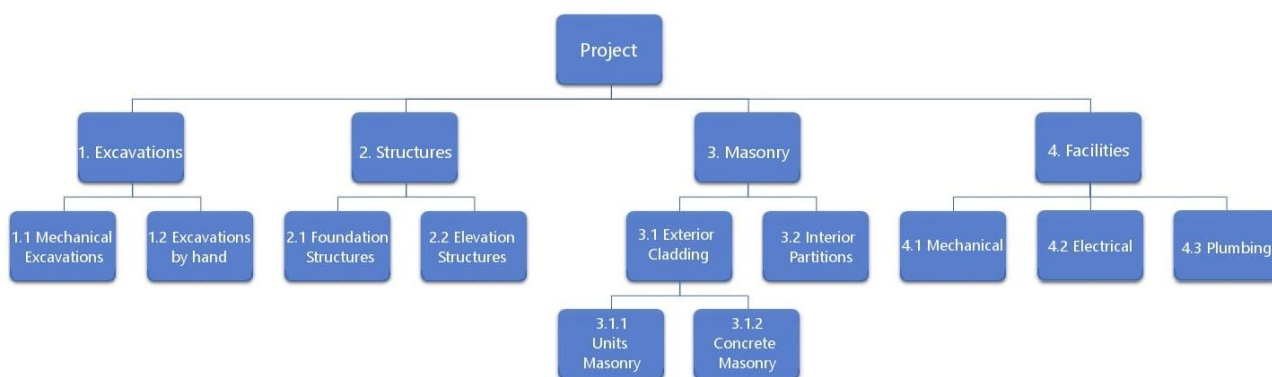 Project
1. Excavations
2. Structures
3. Masonry
4. Facilities
1.1 Mechanical
Excavations
1.2 Excavations
by hand
2.1 Foundation
Structures
2.2 Elevation
Structures
3.1 Exterior
Cladding
3.2 Interior
Partitions
4.1 Mechanical
4.2 Electrical
4.3 Plumbing
3.1.1
Units
Masonry
3.1.2
Concrete
Masonry